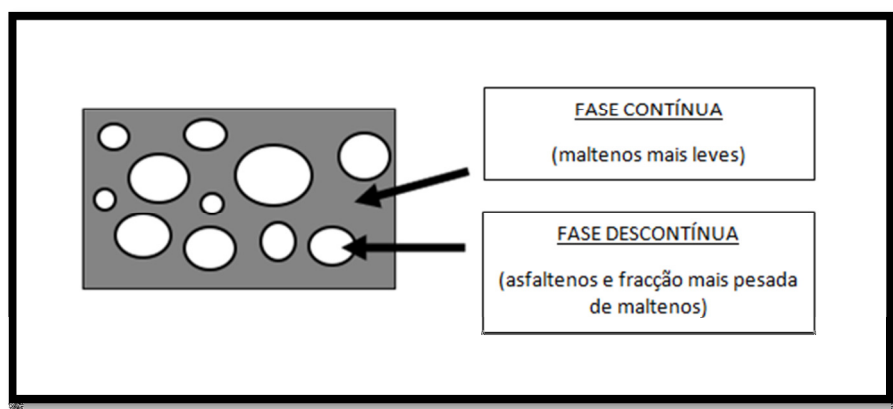 FASE CONTÍNUA
(maltenos mais leves)
FASE DESCONTÍNUA
(asfaltenos e fracção mais pesada
de maltenos)